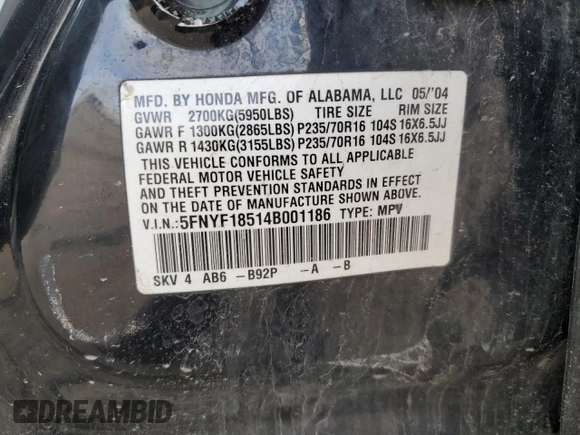 MFD. BY HONDA MFG. OF ALABAMA, LLC 05/'04
GVWR 2700KG(5950LBS) TIRE SIZE RIM SIZE
GAWR F 1300KG(2865LBS) P235/70R16 104S 16X6.5JJ
GAWR R 1430KG(3155LBS) P235/70R16 104S 16X6.5JJ
THIS VEHICLE CONFORMS TO ALL APPLICABLE
FEDERAL MOTOR VEHICLE SAFETY
AND THEFT PREVENTION STANDARDS IN EFFECT
ON THE DATE OF MANUFACTURE SHOWN ABOVE.
V.I.N.:5FNYF18514B001186 TYPE: MPV
SKV 4 AB6 -B92P -A -B
DREAMBID